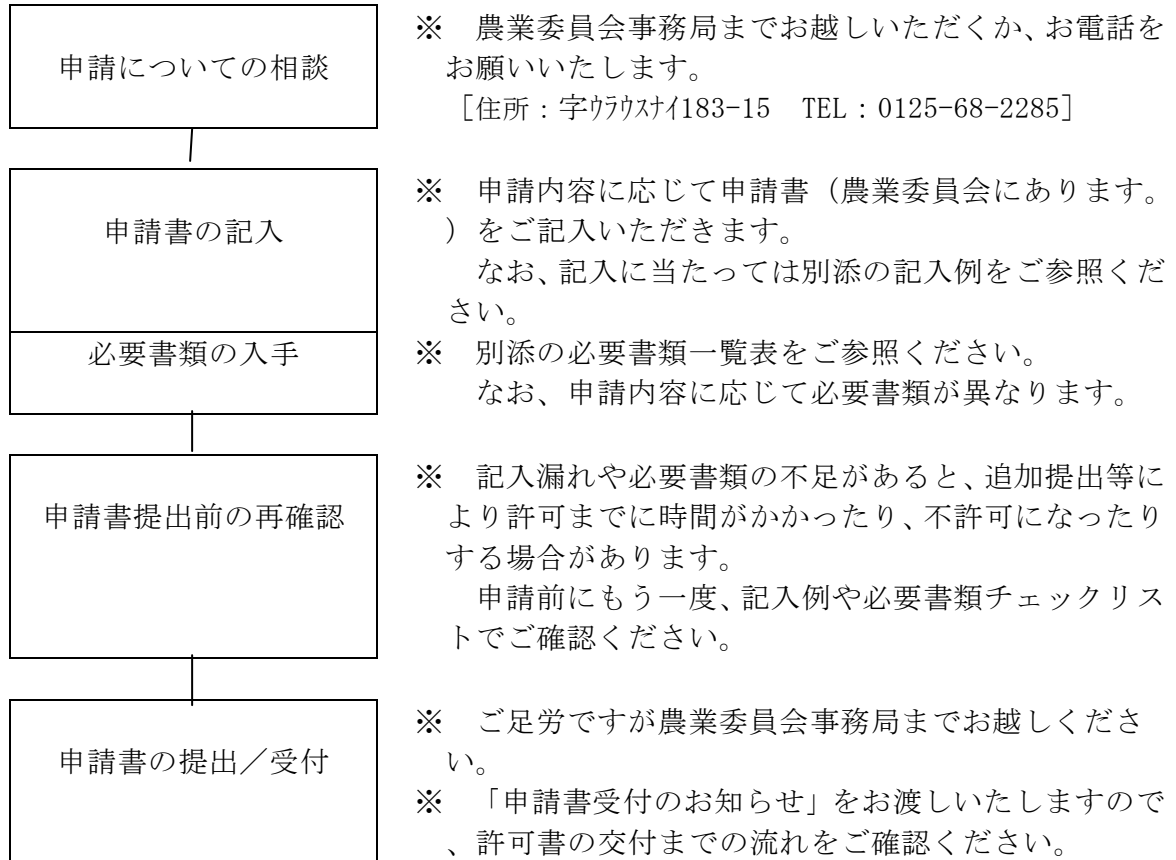 申請についての相談
※　農業委員会事務局までお越しいただくか、お電話を
お願いいたします。
［住所：字ｳﾗｳｽﾅｲ183-15　TEL：0125-68-2285］
申請書の記入
※　申請内容に応じて申請書（農業委員会にあります。
）をご記入いただきます。
なお、記入に当たっては別添の記入例をご参照くだ
さい。
必要書類の入手
※　別添の必要書類一覧表をご参照ください。
なお、申請内容に応じて必要書類が異なります。
申請書提出前の再確認
※　記入漏れや必要書類の不足があると、追加提出等に
より許可までに時間がかかったり、不許可になったり
する場合があります。
申請前にもう一度、記入例や必要書類チェックリス
トでご確認ください。
申請書の提出／受付
※　ご足労ですが農業委員会事務局までお越しくださ
い。
※　「申請書受付のお知らせ」をお渡しいたしますので
、許可書の交付までの流れをご確認ください。